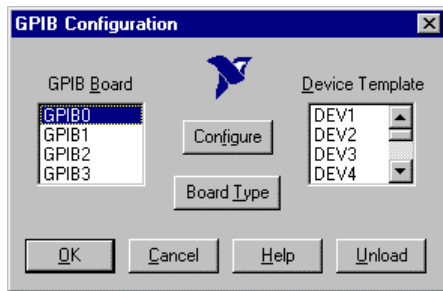 GPIB Configuration
GPIB Board
Device Template
GPIB0
GPIB1
GPIB2
GPIB3
Configure
Board Type
DEV1
DEV2
DEV3
DEV4
OK
Cancel
Help
Unload